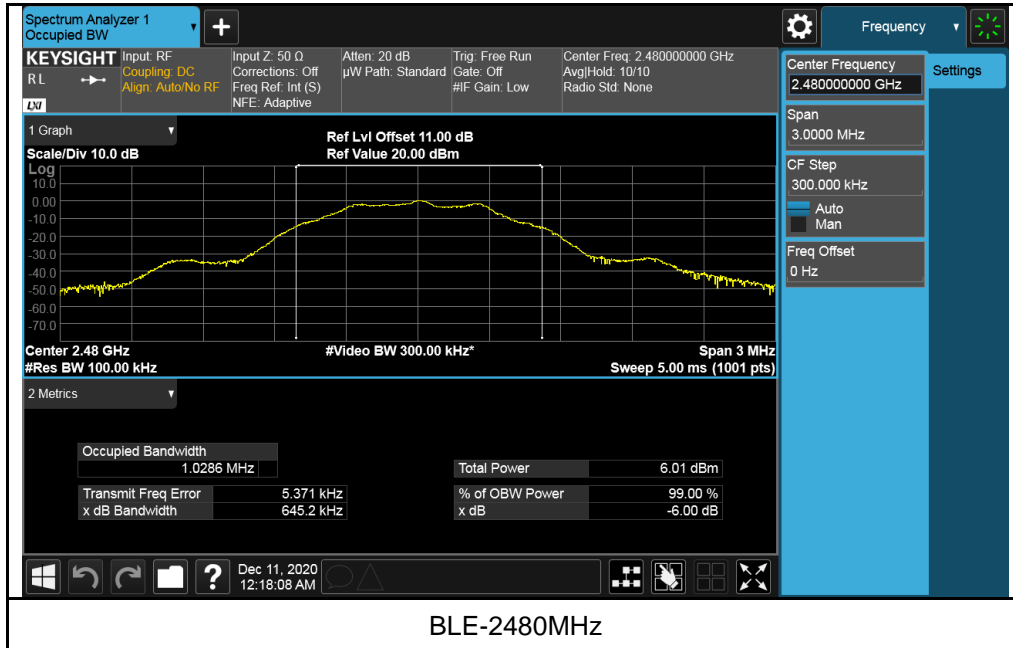 Spectrum Analyzer 1
Occupied BW
+
Frequency
KEYSIGHT Input: RF
R L
Coupling: DC
Align: Auto/No RF
LXI
Input Z: 50 Ω
Corrections: Off
Freq Ref: Int (S)
NFE: Adaptive
Atten: 20 dB
µW Path: Standard
Trig: Free Run
Gate: Off
#IF Gain: Low
Center Freq: 2.480000000 GHz
Avg|Hold: 10/10
Radio Std: None
Center Frequency
2.480000000 GHz
Settings
Span
3.0000 MHz
CF Step
300.000 kHz
Auto
Man
Freq Offset
0 Hz
1 Graph
Scale/Div 10.0 dB
Ref Lvl Offset 11.00 dB
Ref Value 20.00 dBm
Log
10.0
0.00
-10.0
-20.0
-30.0
-40.0
-50.0
-60.0
-70.0
Center 2.48 GHz
#Video BW 300.00 kHz*
Span 3 MHz
#Res BW 100.00 kHz
Sweep 5.00 ms (1001 pts)
2 Metrics
Occupied Bandwidth
1.0286 MHz
Total Power 6.01 dBm
Transmit Freq Error 5.371 kHz
% of OBW Power 99.00 %
x dB Bandwidth 645.2 kHz
x dB -6.00 dB
?
Dec 11, 2020
12:18:08 AM
BLE-2480MHz